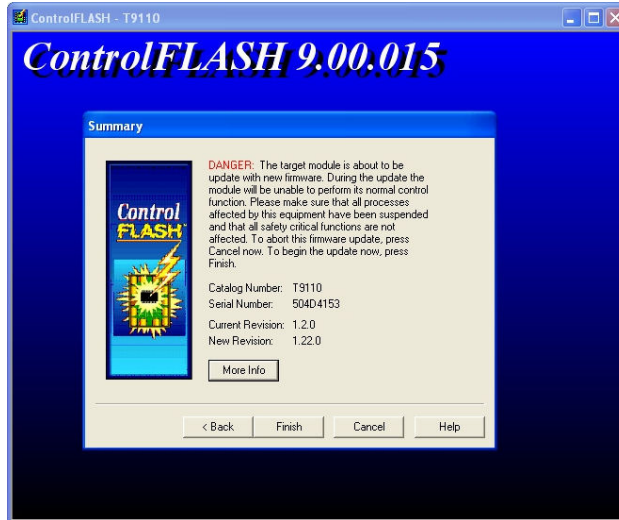 ControlFLASH - T9110
ControlFLASH 9.00.015
Summary
Control
FLASH
DANGER: The target module is about to be
update with new firmware. During the update the
module will be unable to perform its normal control
function. Please make sure that all processes
affected by this equipment have been suspended
and that all safety critical functions are not
affected. To abort this firmware update, press
Cancel now. To begin the update now, press
Finish.
Catalog Number: T9110
Serial Number: 504D4153
Current Revision: 1.2.0
New Revision: 1.22.0
More Info
< Back Finish Cancel Help